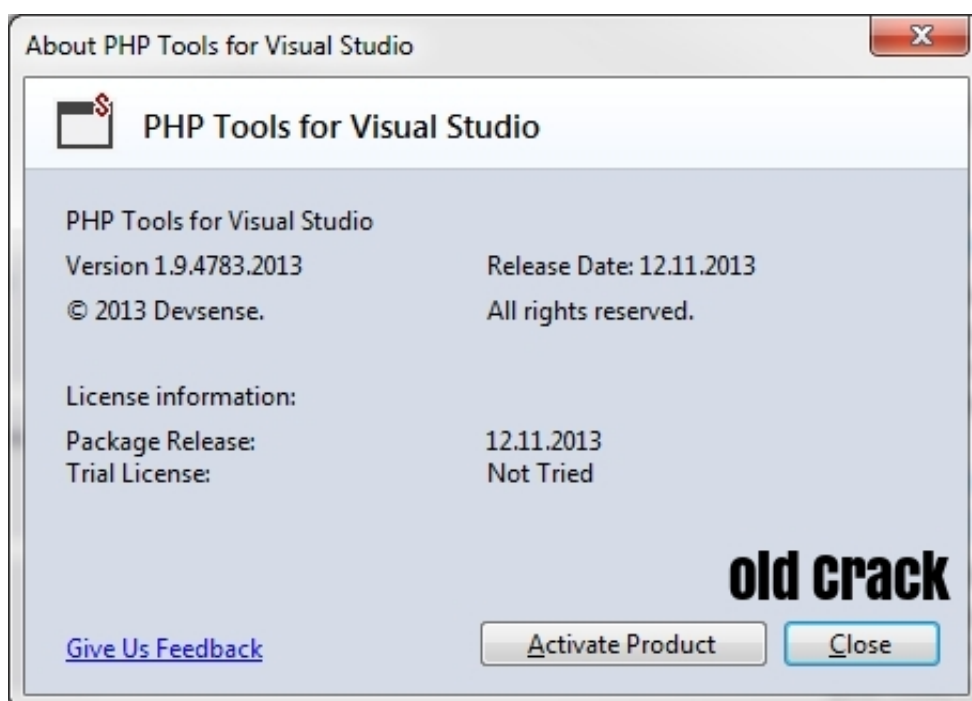 About PHP Tools for Visual Studio
PHP Tools for Visual Studio
PHP Tools for Visual Studio
Version 1.9.4783.2013
Release Date: 12.11.2013
© 2013 Devsense.
All rights reserved.
License information:
Package Release:
12.11.2013
Trial License:
Not Tried
old crack
Give Us Feedback
Activate Product
Close